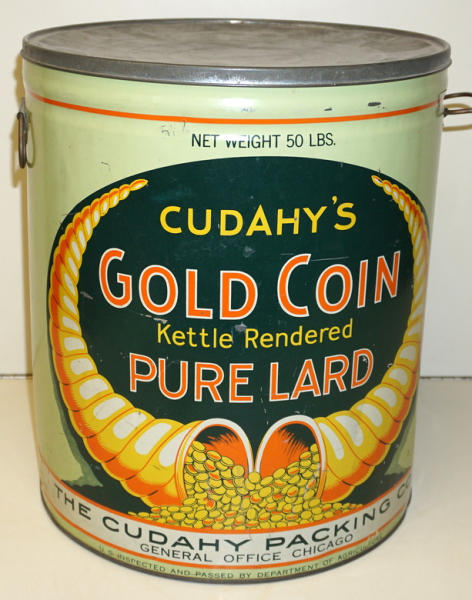 NET WEIGHT 50 LBS.
CUDAHY'S
GOLD COIN
Kettle Rendered
PURE LARD
THE CUDAHY PACKING CO
GENERAL OFFICE CHICAGO
U.S. INSPECTED AND PASSED BY DEPARTMENT OF AGRICULTURE